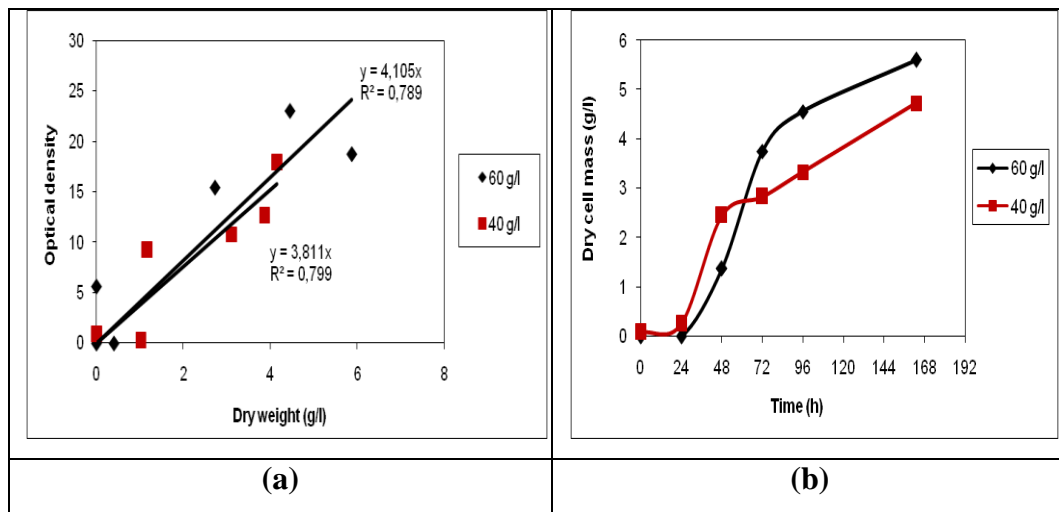 30
25
20
15
10
5
0
Optical density
y = 4,105x
R² = 0,789
y = 3,811x
R² = 0,799
0 2 4 6 8
Dry weight (g/l)
60 g/l
40 g/l
(a)
6
5
4
3
2
1
0
Dry cell mass (g/l)
0 24 48 72 96 120 144 168 192
Time (h)
60 g/l
40 g/l
(b)